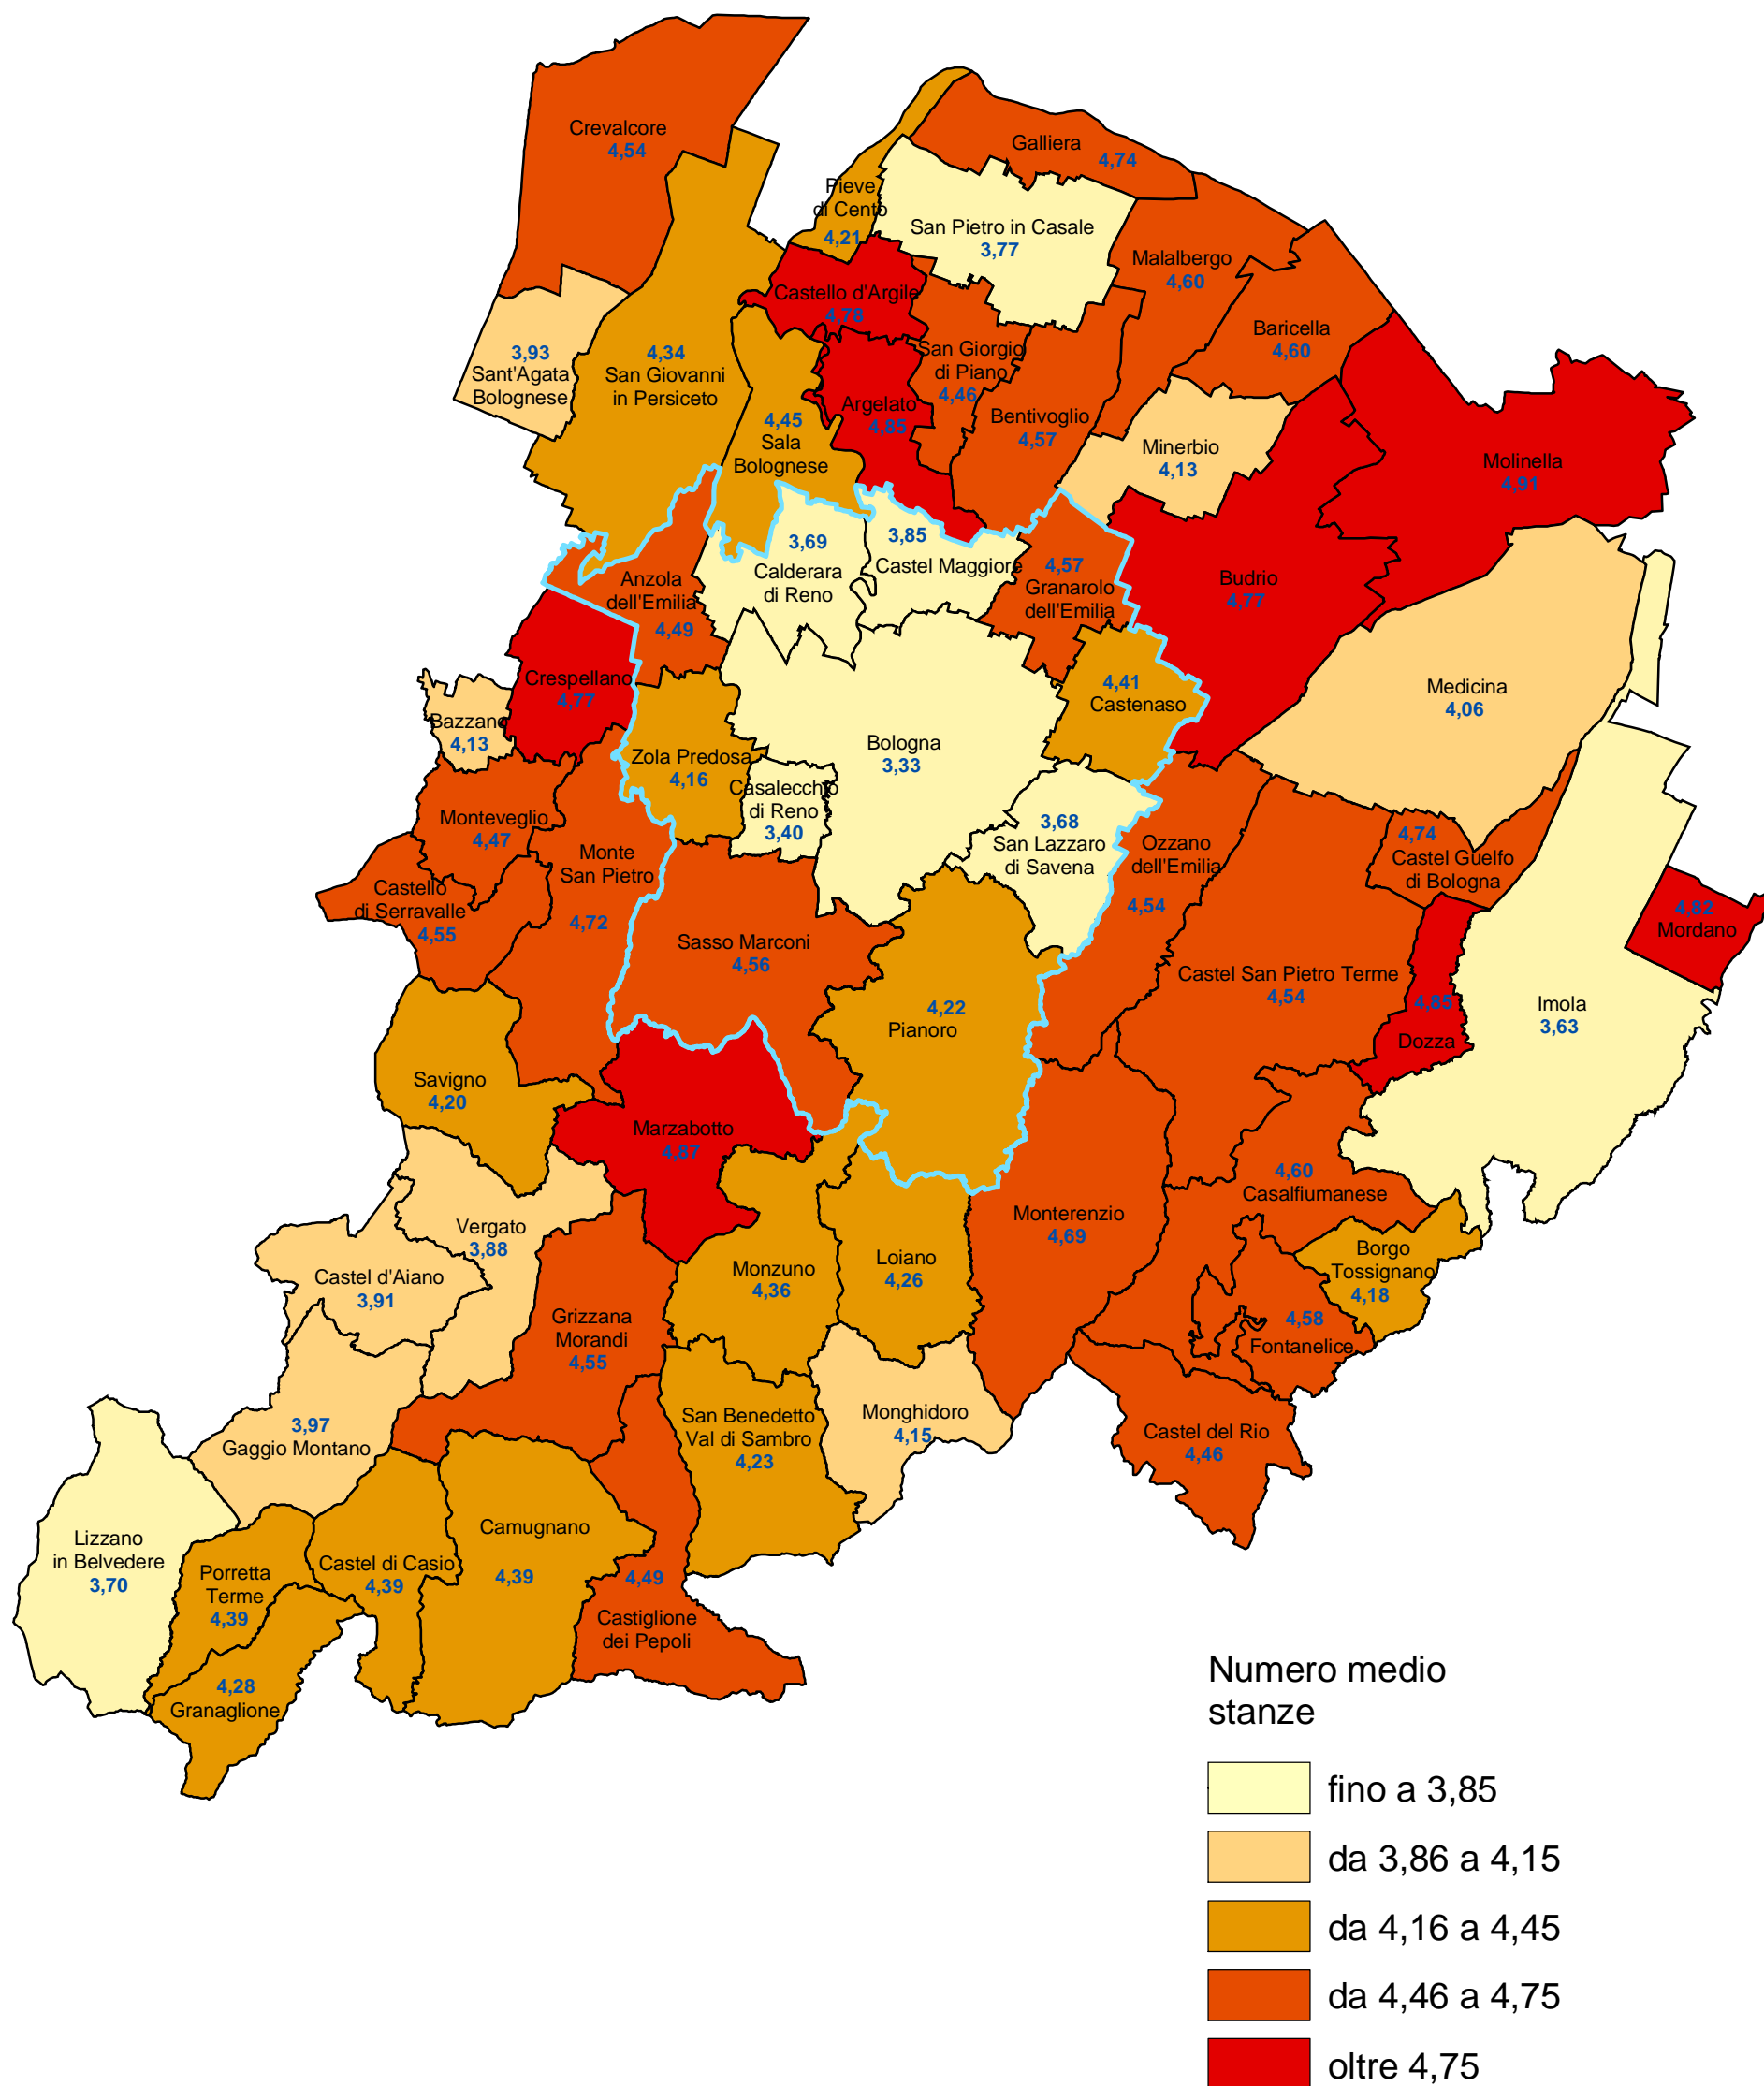 Crevalcore
4,54
Galliera
4,74
Pieve
di Cento
4,21
San Pietro in Casale
3,77
Malalbergo
4,60
Castello d'Argile
4,78
Baricella
4,60
3,93
Sant'Agata
Bolognese
4,34
San Giovanni
in Persiceto
San Giorgio
di Piano
4,46
Argelato
4,85
Bentivoglio
4,57
4,45
Sala
Bolognese
Minerbio
4,13
Molinella
4,91
3,69
Calderara
di Reno
3,85
Castel Maggiore
4,57
Granarolo
dell'Emilia
Budrio
4,77
Anzola
dell'Emilia
4,49
Crespellano
4,77
4,41
Castenaso
Medicina
4,06
Bazzano
4,13
Bologna
3,33
Zola Predosa
4,16
Casalecchio
di Reno
3,40
Monteveglio
4,47
3,68
San Lazzaro
di Savena
Ozzano
dell'Emilia
4,54
4,74
Castel Guelfo
di Bologna
Monte
San Pietro
4,72
Castello
di Serravalle
4,55
4,82
Mordano
Sasso Marconi
4,56
Castel San Pietro Terme
4,54
4,22
Pianoro
4,85
Dozza
Imola
3,63
Savigno
4,20
Marzabotto
4,87
4,60
Casalfiumanese
Monterenzio
4,69
Vergato
3,88
Castel d'Aiano
3,91
Monzuno
4,36
Loiano
4,26
Borgo
Tossignano
4,18
Grizzana
Morandi
4,55
4,58
Fontanelice
3,97
Gaggio Montano
San Benedetto
Val di Sambro
4,23
Monghidoro
4,15
Castel del Rio
4,46
Lizzano
in Belvedere
3,70
Camugnano
4,39
Castel di Casio
4,39
Porretta
Terme
4,39
4,49
Castiglione
dei Pepoli
4,28
Granaglione
Numero medio
stanze
fino a 3,85
da 3,86 a 4,15
da 4,16 a 4,45
da 4,46 a 4,75
oltre 4,75